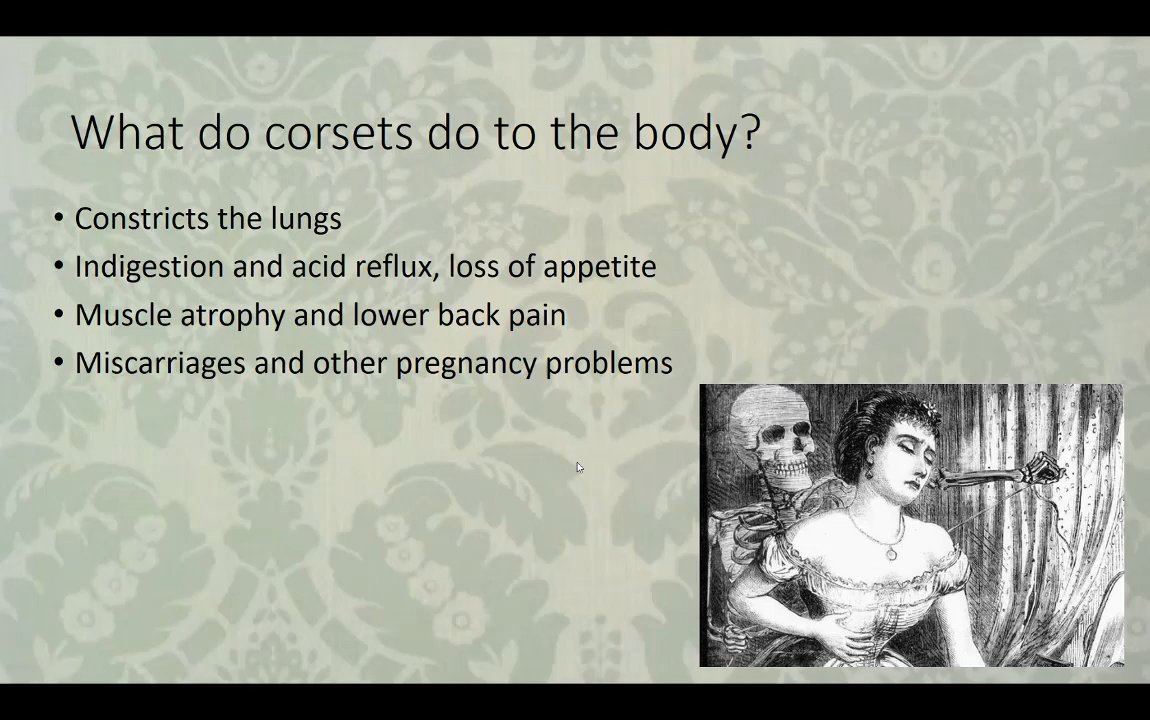 What do corsets do to the body?
• Constricts the lungs
• Indigestion and acid reflux, loss of appetite
• Muscle atrophy and lower back pain
• Miscarriages and other pregnancy problems